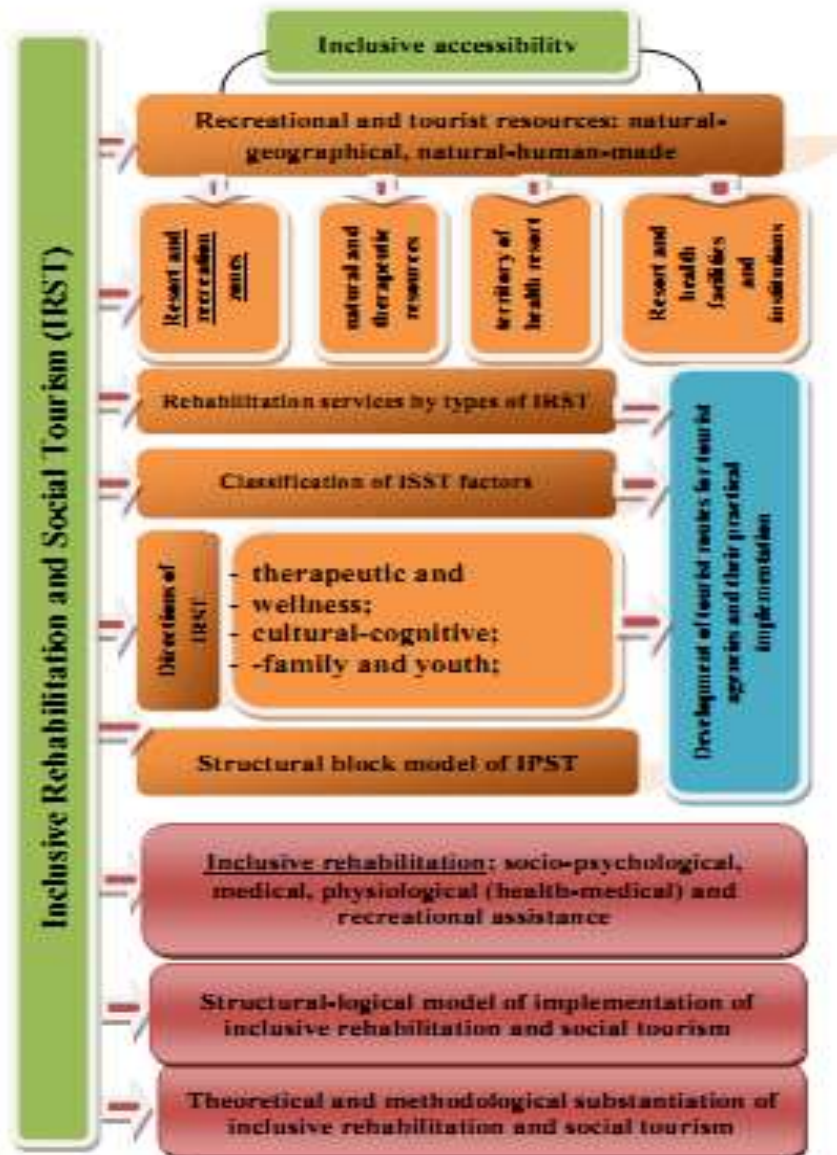 Inclusive accessibility
Inclusive Rehabilitation and Social Tourism (IRST)
Recreational and tourist resources: natural-
geographical, natural-human-made
Resort and
recreation
zones
natural and
therapeutic
resources
territory of
health resort
Resort and
health
facilities
and
institutions
Rehabilitation services by types of IRST
Classification of ISST factors
Directions of
IRST
- therapeutic and
- wellness;
- cultural-cognitive;
- -family and youth;
Development of tourist routes for tourist
agencies and their practical
implementation
Structural block model of IPST
Inclusive rehabilitation: socio-psychological,
medical, physiological (health-medical) and
recreational assistance
Structural-logical model of implementation of
inclusive rehabilitation and social tourism
Theoretical and methodological substantiation of
inclusive rehabilitation and social tourism